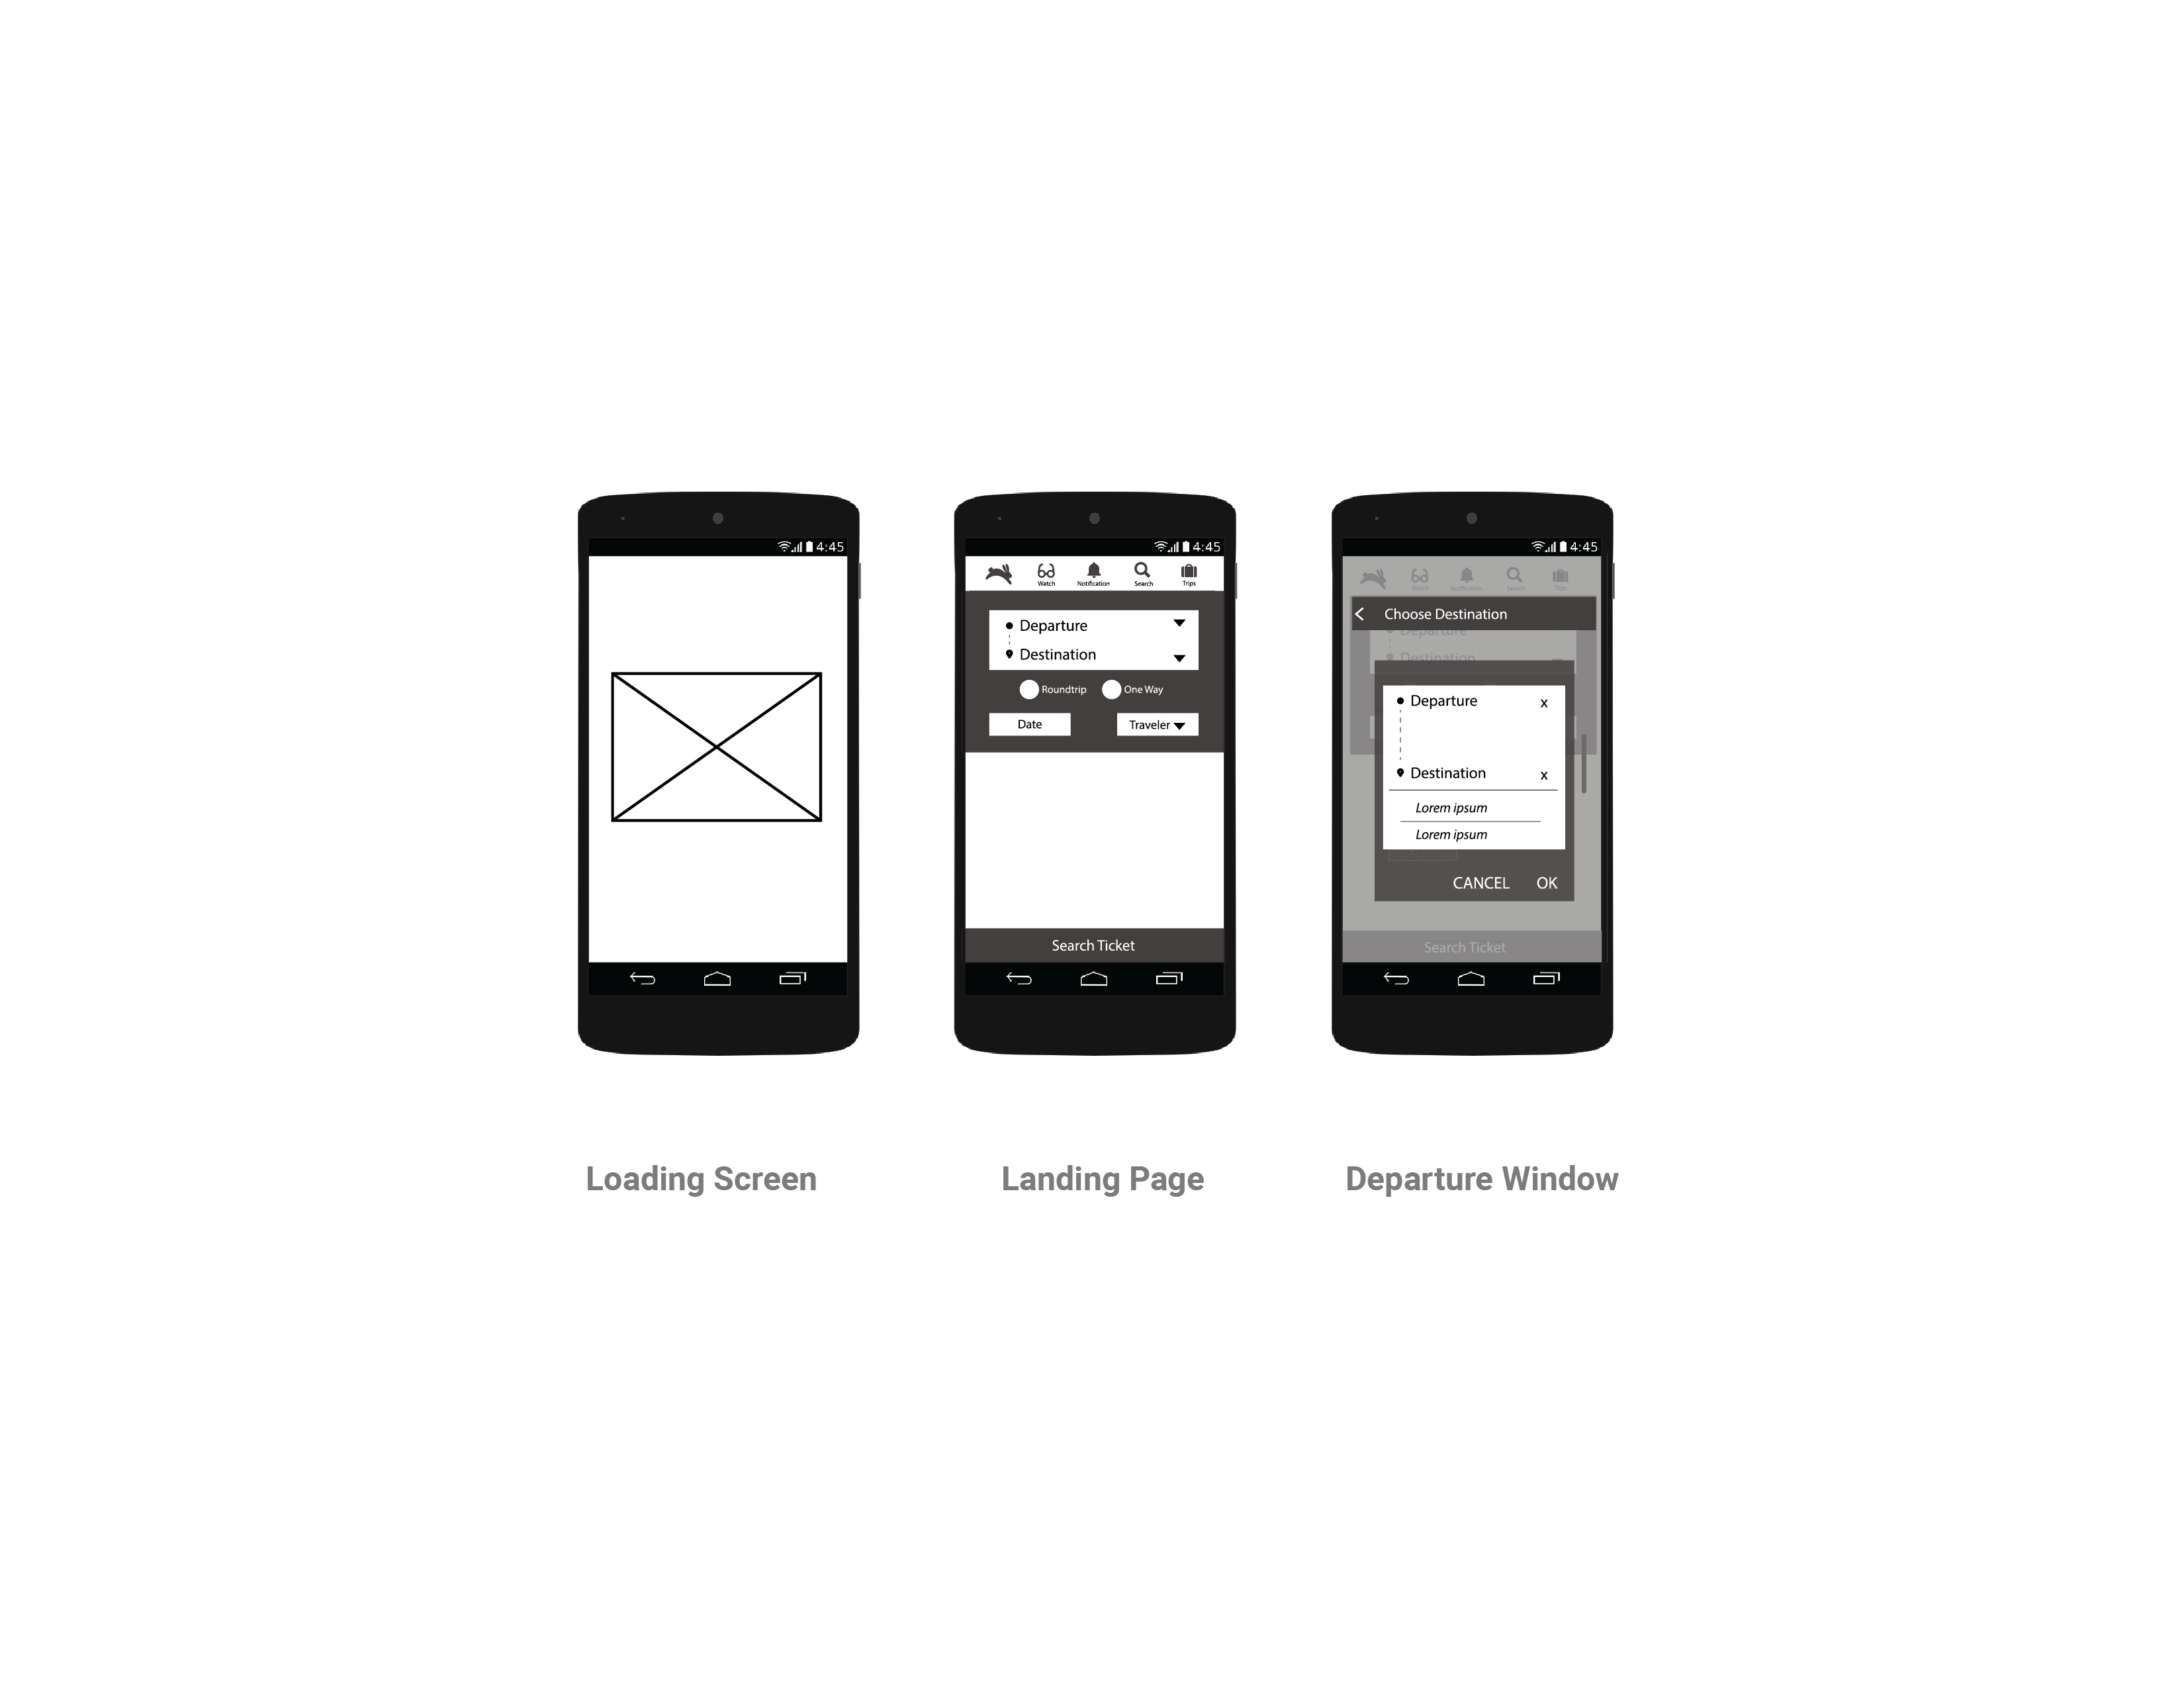 4:45
4:45
Watch
Notification
Search
Trips
Departure
Destination
Roundtrip
One Way
Date
Traveler
Search Ticket
4:45
Watch
Notification
Search
Trips
Choose Destination
Departure
Destination
Departure
x
Destination
x
Lorem ipsum
Lorem ipsum
CANCEL
OK
Search Ticket
Loading Screen
Landing Page
Departure Window